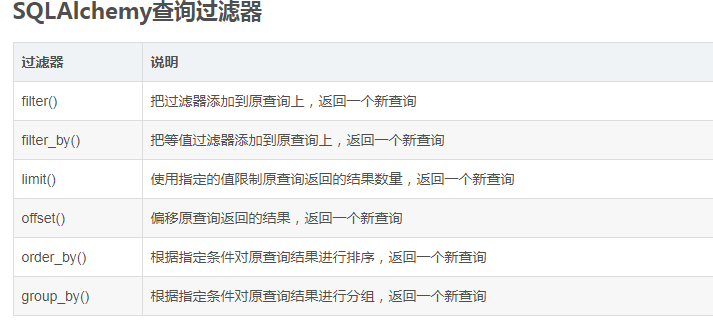 SQLAlchemy查询过滤器
过滤器 说明
filter() 把过滤器添加到原查询上，返回一个新查询
filter_by() 把等值过滤器添加到原查询上，返回一个新查询
limit() 使用指定的值限制原查询返回的结果数量，返回一个新查询
offset() 偏移原查询返回的结果，返回一个新查询
order_by() 根据指定条件对原查询结果进行排序，返回一个新查询
group_by() 根据指定条件对原查询结果进行分组，返回一个新查询